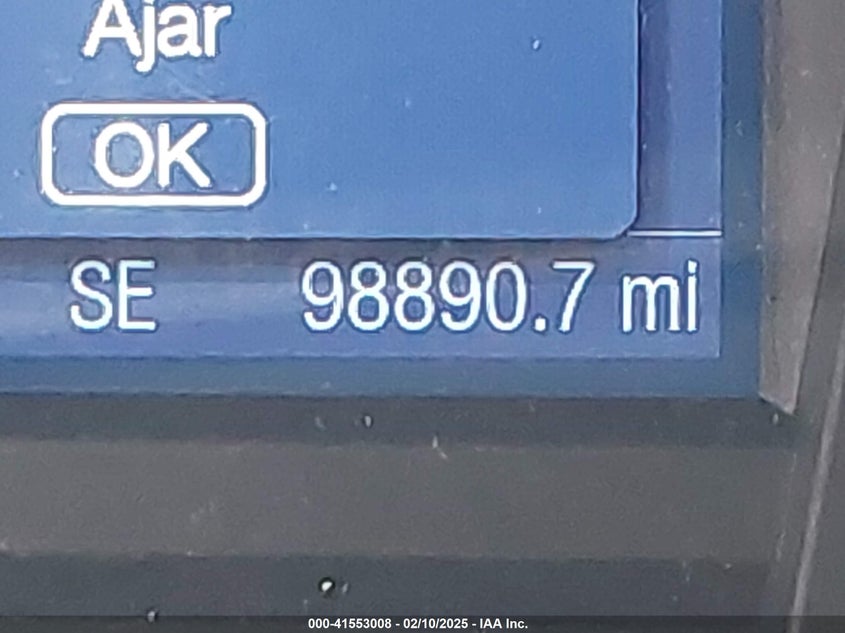 Ajar
OK
SE 98890.7 mi
000-41553008 - 02/10/2025 - IAA Inc.